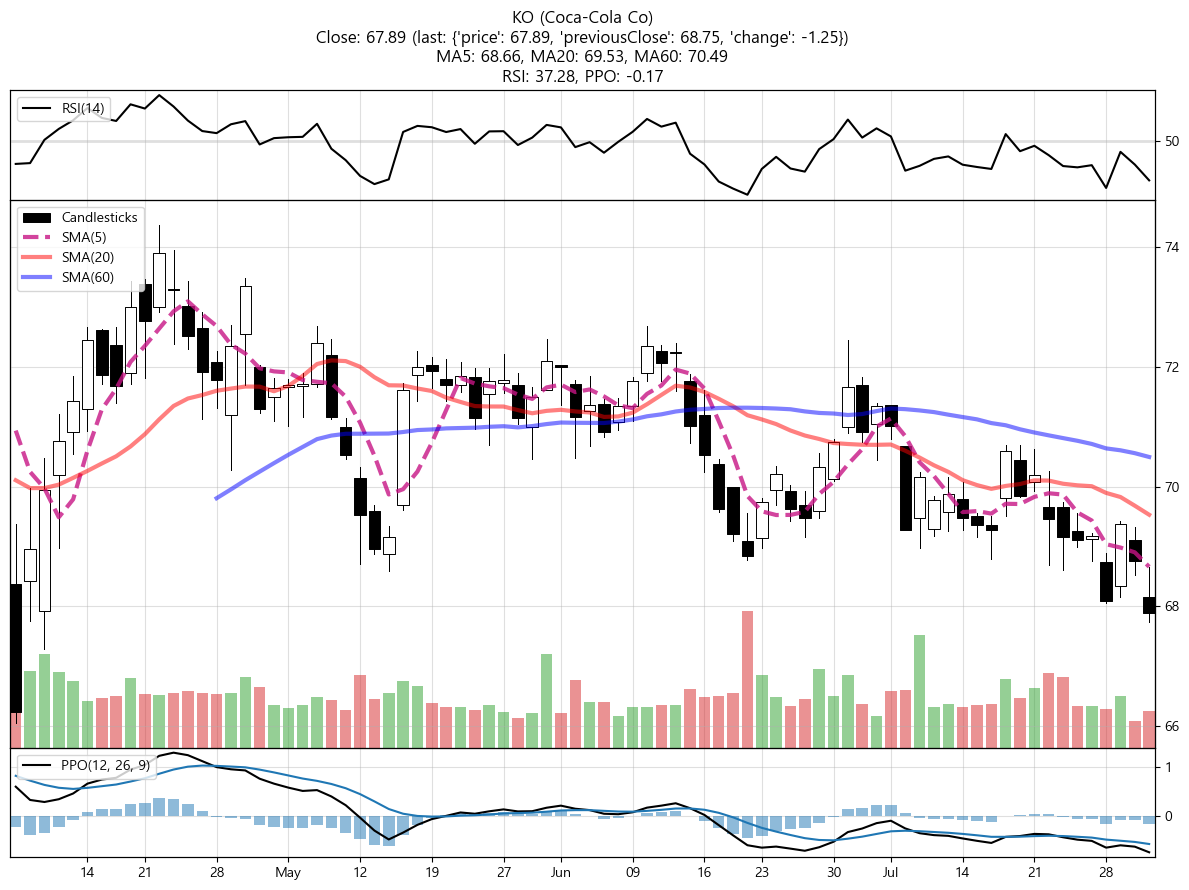 KO (Coca-Cola Co)
Close: 67.89 (last: {'price': 67.89, 'previousClose': 68.75, 'change': -1.25})
MA5: 68.66, MA20: 69.53, MA60: 70.49
RSI: 37.28, PPO: -0.17
RSI(14)
50
Candlesticks
SMA(5)
SMA(20)
SMA(60)
74
72
70
68
66
PPO(12, 26, 9)
1
0
14 21 28 May 12 19 27 Jun 09 16 23 30 Jul 14 21 28